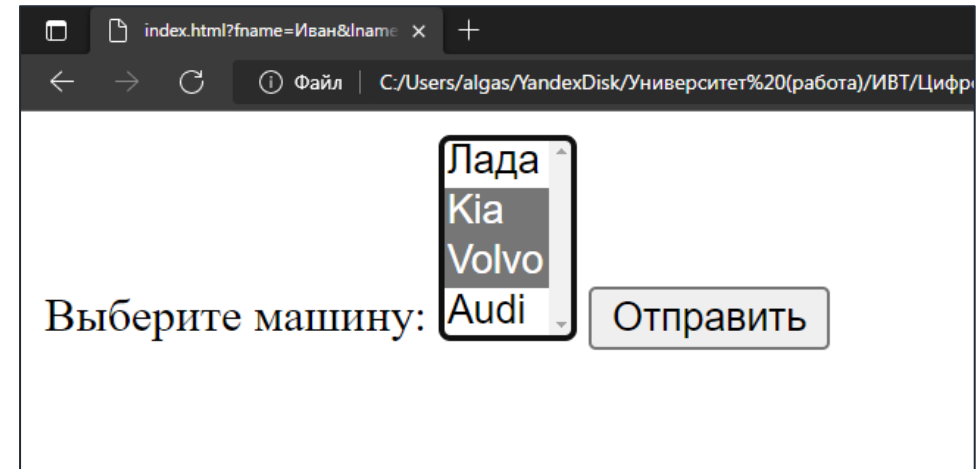 index.html?fname=Иван&lname
Файл C:/Users/algas/YandexDisk/Университет%20(работа)/ИВТ/Цифр
Лада
Kia
Volvo
Audi
Выберите машину:
Отправить